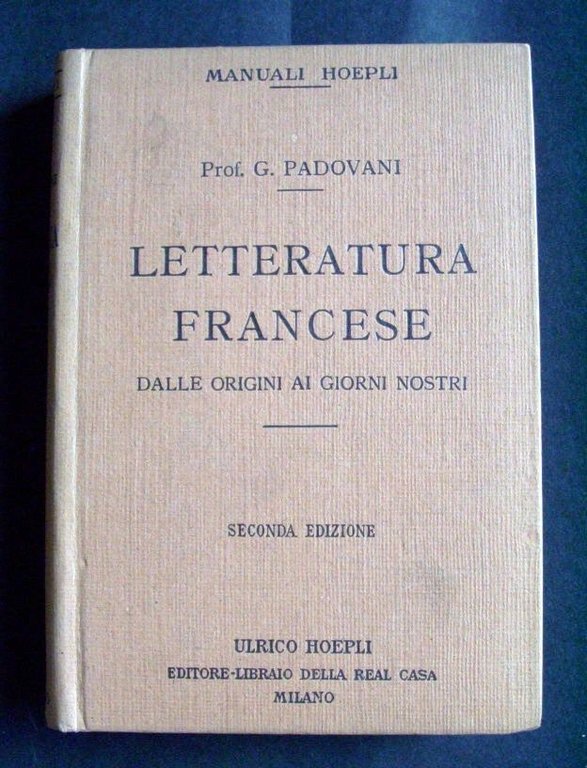 MANUALI HOEPLI
Prof. G. PADOVANI
LETTERATURA
FRANCESE
DALLE ORIGINI AI GIORNI NOSTRI
SECONDA EDIZIONE
ULRICO HOEPLI
EDITORE-LIBRAIO DELLA REAL CASA
MILANO